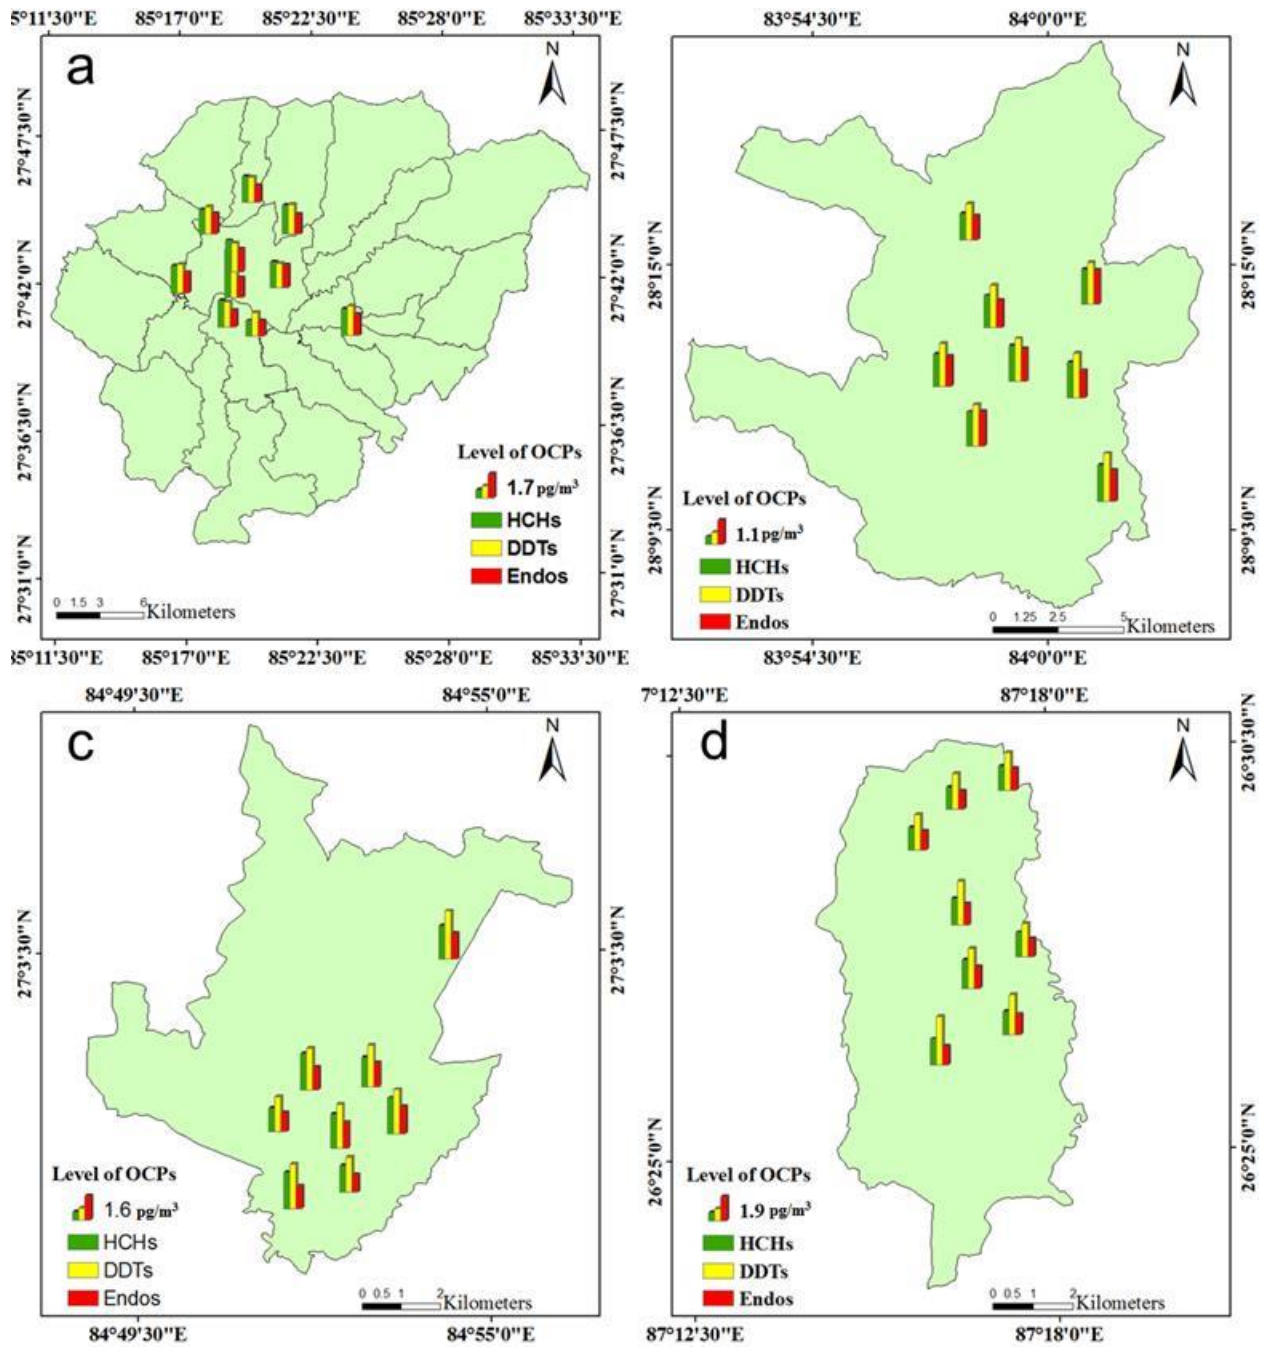 5°11'30"E 85°17'0"E 85°22'30"E 85°28'0"E 85°33'30"E
83°54'30"E 84°0'0"E
a
N
N
27°47'30"N
27°47'30"N
27°42'0"N
27°42'0"N
28°15'0"N
28°15'0"N
27°36'30"N
27°36'30"N
27°31'0"N
27°31'0"N
28°9'30"N
28°9'30"N
Level of OCPs
1.7 pg/m³
HCHs
DDTs
Endos
0 1.5 3 6
Kilometers
Level of OCPs
1.1 pg/m³
HCHs
DDTs
Endos
0 1.25 2.5 5
Kilometers
85°11'30"E 85°17'0"E 85°22'30"E 85°28'0"E 85°33'30"E
83°54'30"E 84°0'0"E
84°49'30"E 84°55'0"E
7°12'30"E 87°18'0"E
c
N
d
N
27°3'30"N
27°3'30"N
26°30'30"N
26°25'0"N
26°25'0"N
Level of OCPs
1.6 pg/m³
HCHs
DDTs
Endos
0 0.5 1 2
Kilometers
Level of OCPs
1.9 pg/m³
HCHs
DDTs
Endos
0 0.5 1 2
Kilometers
84°49'30"E 84°55'0"E
87°12'30"E 87°18'0"E